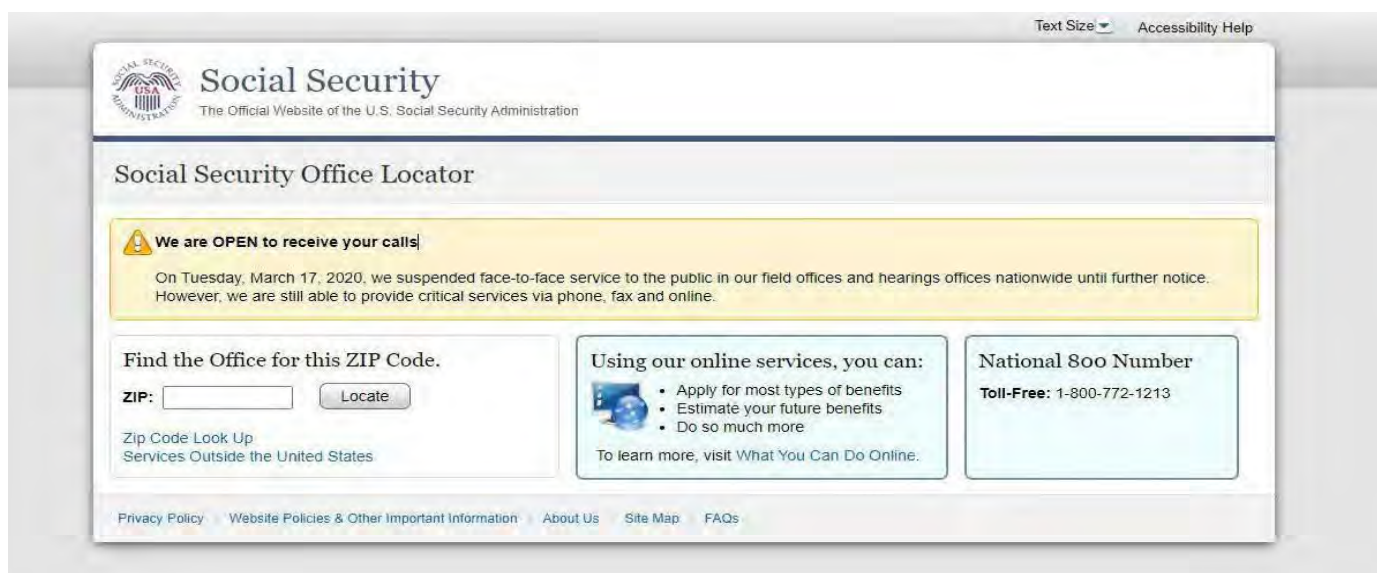 Text Size
Accessibility Help
SOCIAL SECURITY ADMINISTRATION
USA
Social Security
The Official Website of the U.S. Social Security Administration
Social Security Office Locator
We are OPEN to receive your calls
On Tuesday, March 17, 2020, we suspended face-to-face service to the public in our field offices and hearings offices nationwide until further notice.
However, we are still able to provide critical services via phone, fax and online.
Find the Office for this ZIP Code.
ZIP:
Locate
Zip Code Look Up
Services Outside the United States
Using our online services, you can:
• Apply for most types of benefits
• Estimate your future benefits
• Do so much more
To learn more, visit What You Can Do Online.
National 800 Number
Toll-Free: 1-800-772-1213
Privacy Policy
Website Policies & Other Important Information
About Us
Site Map
FAQs